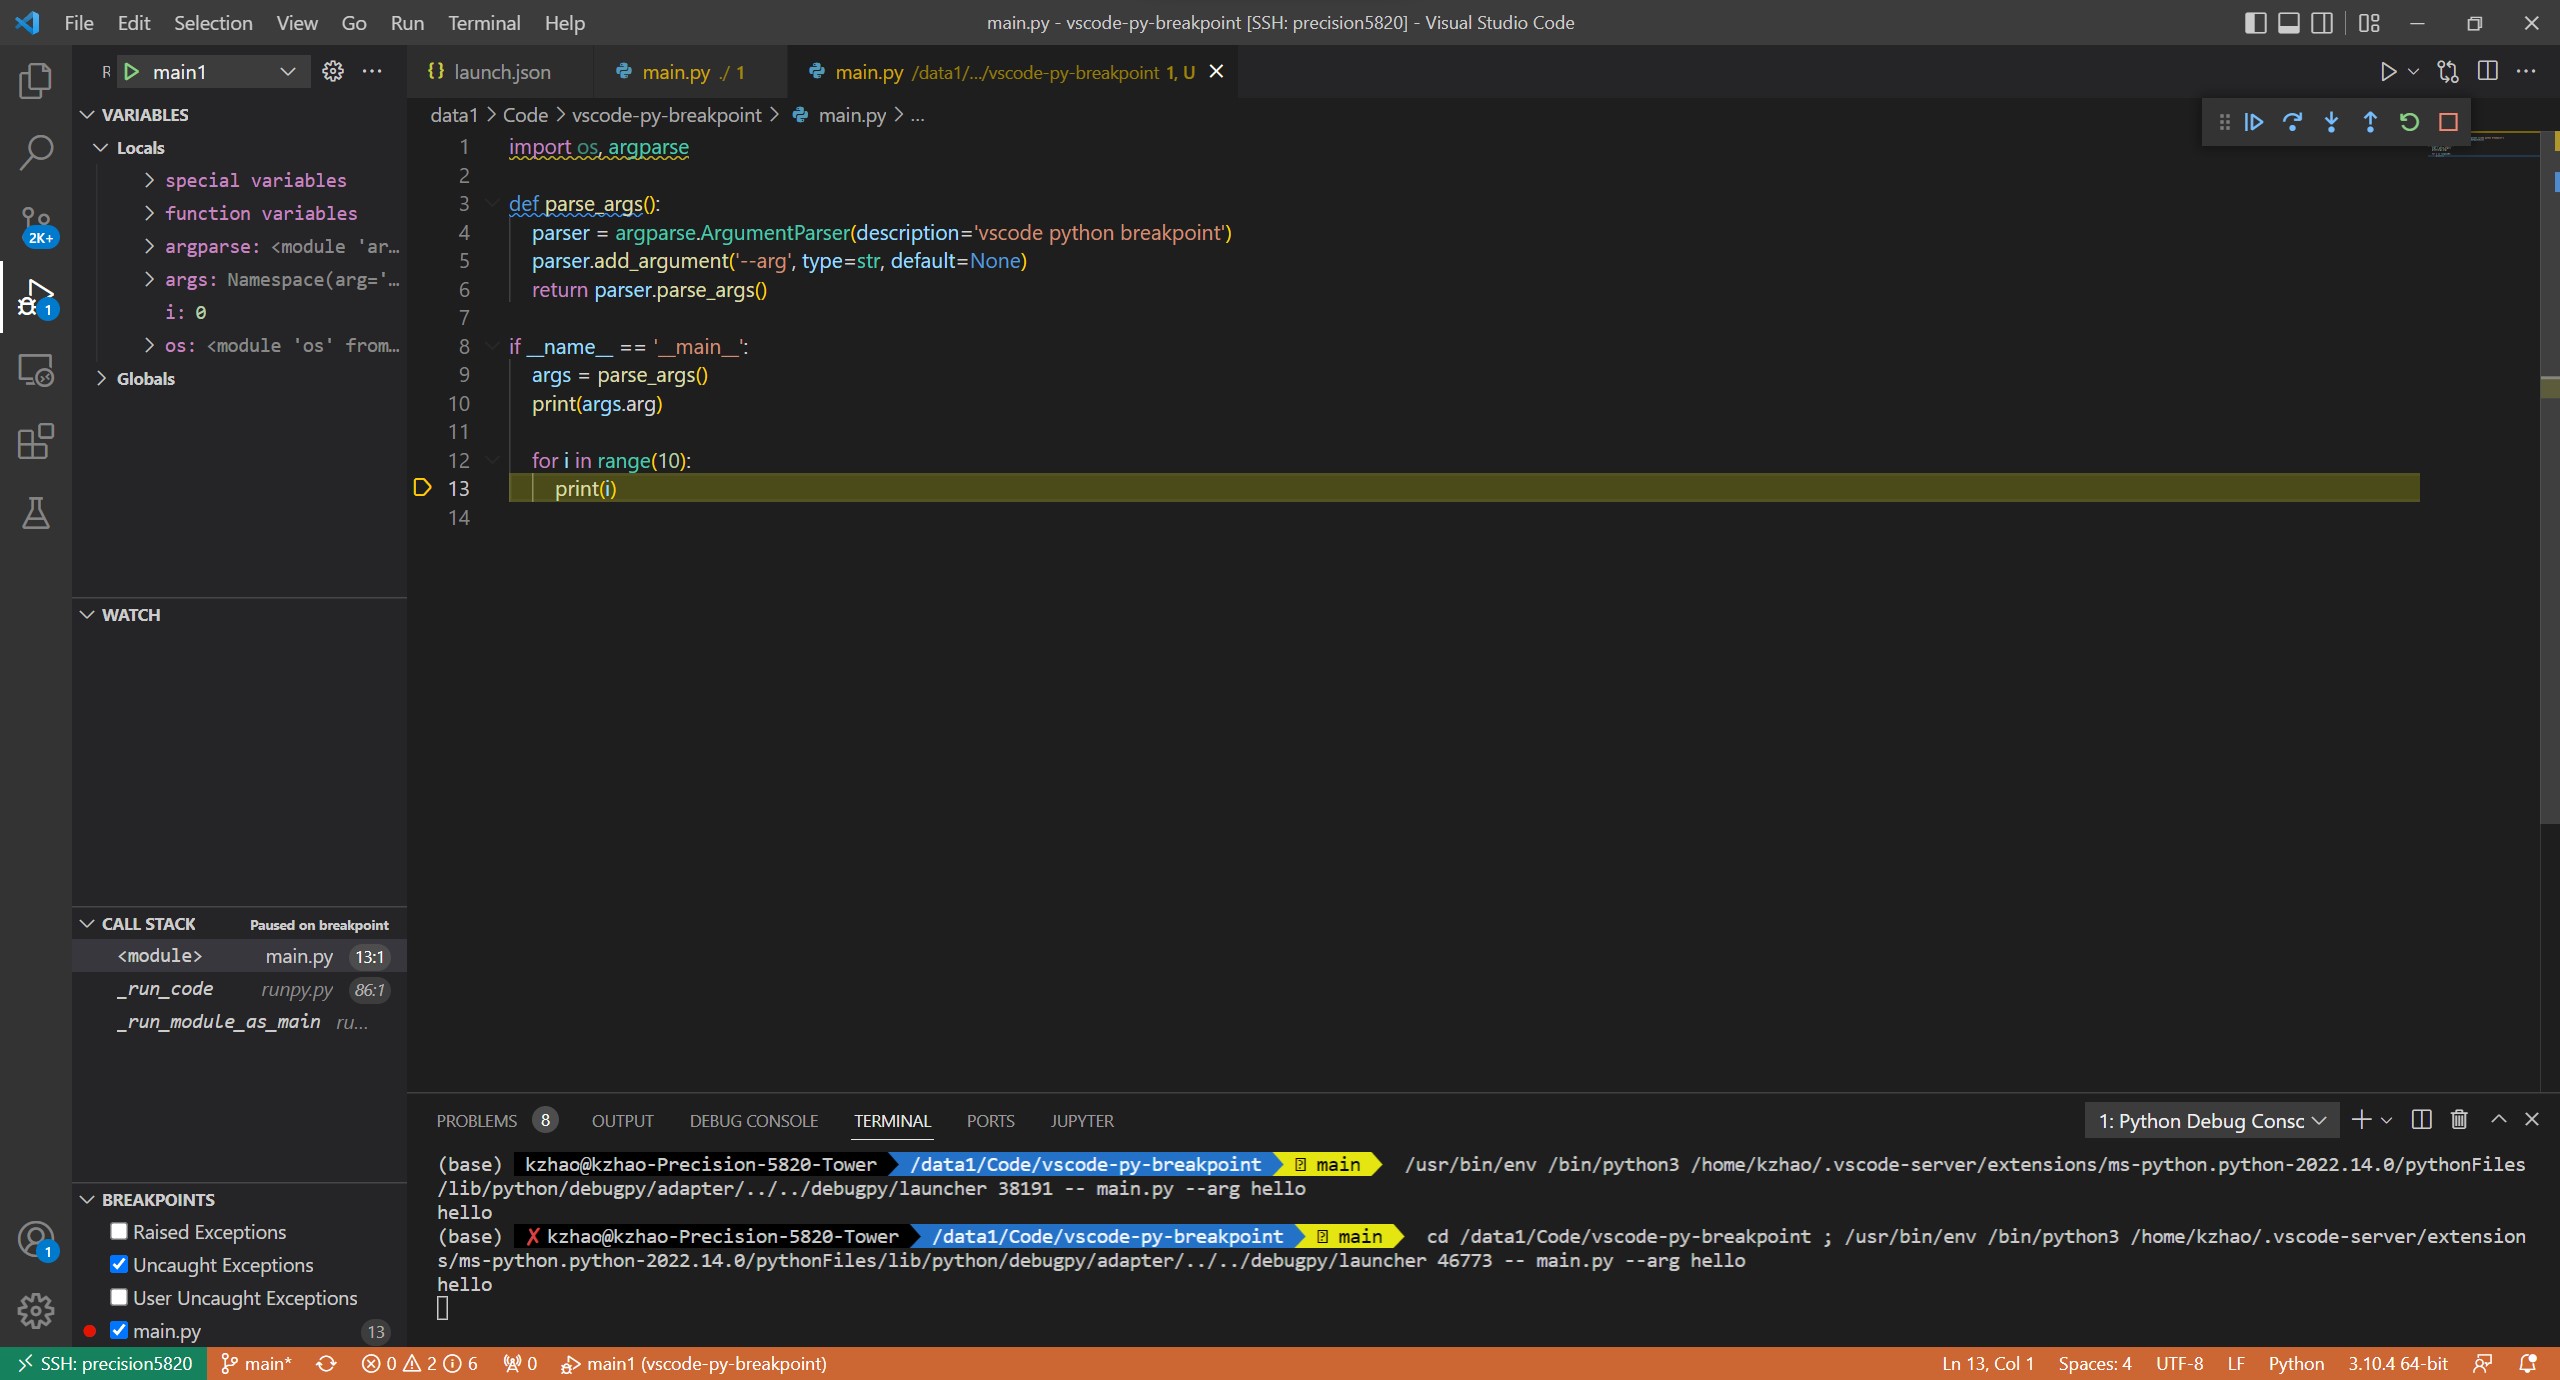 File Edit Selection View Go Run Terminal Help
main.py - vscode-py-breakpoint [SSH: precision5820] - Visual Studio Code
R main1
launch.json
main.py ./ 1
main.py /data1/.../vscode-py-breakpoint 1, U
data1 > Code > vscode-py-breakpoint > main.py > ...
VARIABLES
Locals
special variables
function variables
argparse: <module 'ar...
args: Namespace(arg='...
i: 0
os: <module 'os' from...
Globals
2K+
1
1 import os, argparse
2
3 def parse_args():
4 parser = argparse.ArgumentParser(description='vscode python breakpoint')
5 parser.add_argument('--arg', type=str, default=None)
6 return parser.parse_args()
7
8 if __name__ == '__main__':
9 args = parse_args()
10 print(args.arg)
11
12 for i in range(10):
13 print(i)
14
WATCH
CALL STACK Paused on breakpoint
<module> main.py 13:1
_run_code runpy.py 86:1
_run_module_as_main ru...
BREAKPOINTS
Raised Exceptions
Uncaught Exceptions
User Uncaught Exceptions
main.py 13
1
PROBLEMS 8 OUTPUT DEBUG CONSOLE TERMINAL PORTS JUPYTER
1: Python Debug Consc
(base) kzhao@kzhao-Precision-5820-Tower /data1/Code/vscode-py-breakpoint main /usr/bin/env /bin/python3 /home/kzhao/.vscode-server/extensions/ms-python.python-2022.14.0/pythonFiles
/lib/python/debugpy/adapter/../../debugpy/launcher 38191 -- main.py --arg hello
hello
(base) ✗ kzhao@kzhao-Precision-5820-Tower /data1/Code/vscode-py-breakpoint main cd /data1/Code/vscode-py-breakpoint ; /usr/bin/env /bin/python3 /home/kzhao/.vscode-server/extension
s/ms-python.python-2022.14.0/pythonFiles/lib/python/debugpy/adapter/../../debugpy/launcher 46773 -- main.py --arg hello
hello
SSH: precision5820 main* 0 2 6 0 main1 (vscode-py-breakpoint)
Ln 13, Col 1 Spaces: 4 UTF-8 LF Python 3.10.4 64-bit